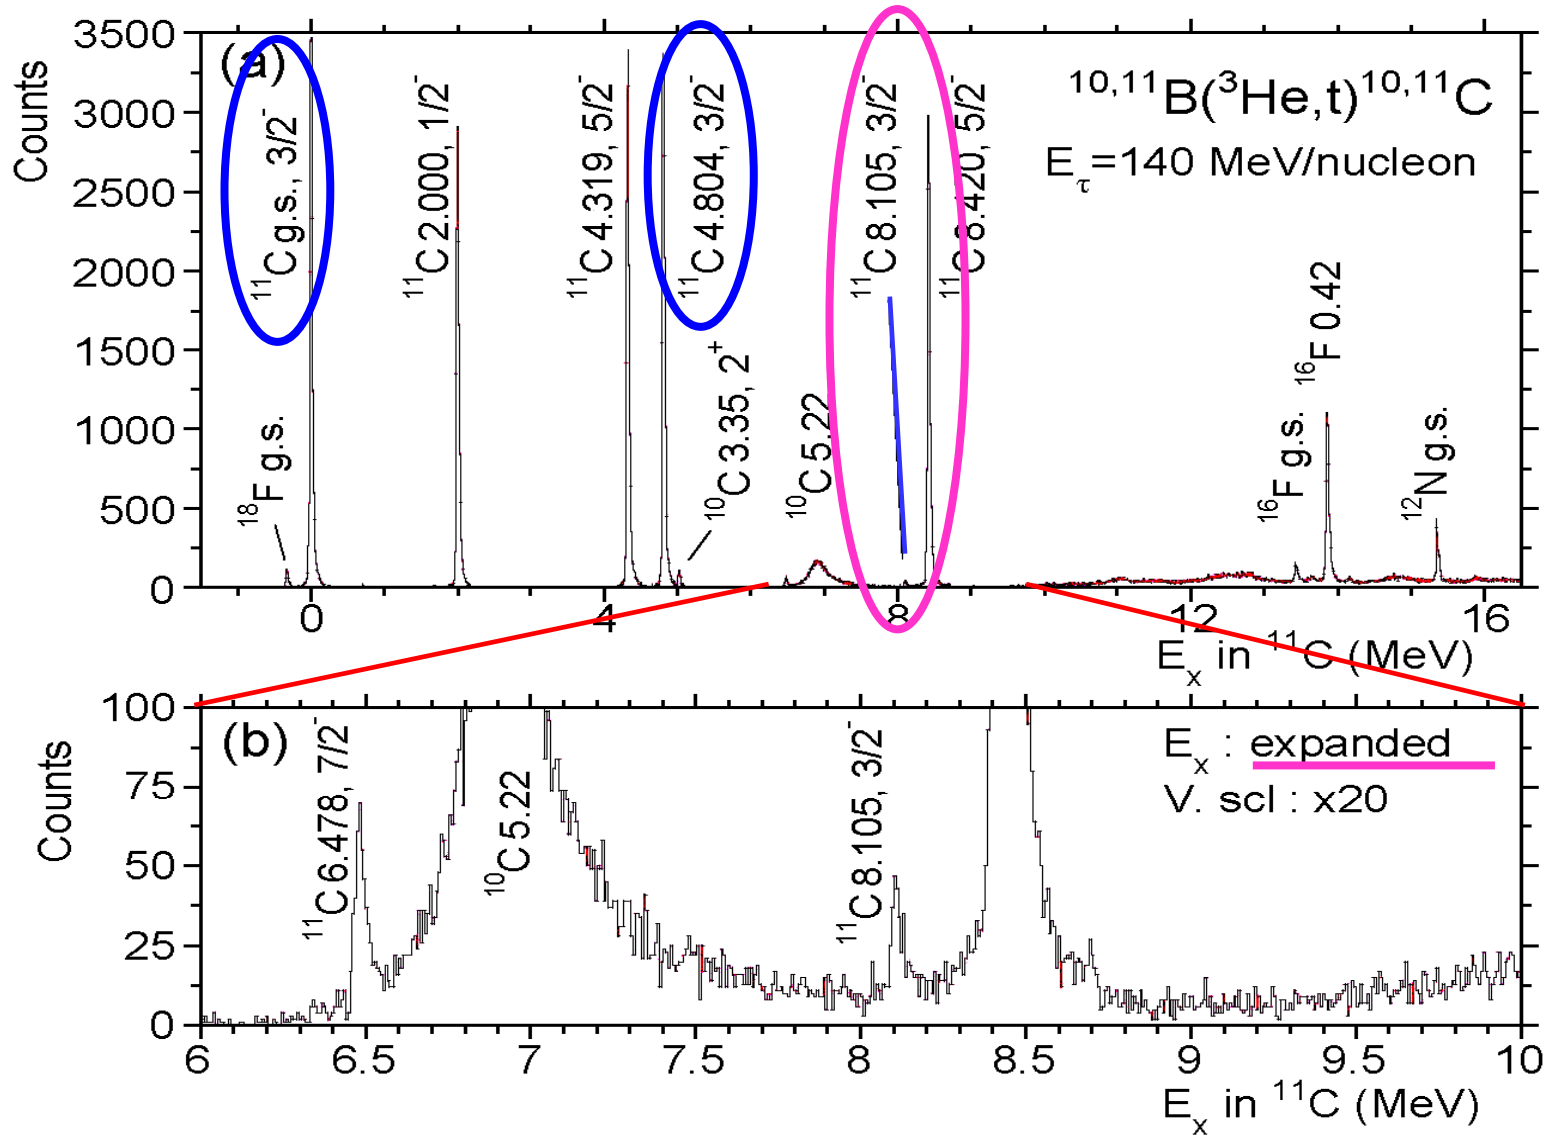 (a)
Counts
3500
3000
2500
2000
1500
1000
500
0
¹⁸F g.s.
¹¹C g.s., 3/2⁻
¹¹C 2.000, 1/2⁻
¹¹C 4.319, 5/2⁻
¹¹C 4.804, 3/2⁻
¹⁰C 3.35, 2⁺
¹⁰C 5.22
¹¹C 8.105, 3/2⁻
¹¹C 8.420, 5/2⁻
¹⁰,¹¹B(³He,t)¹⁰,¹¹C
E_τ=140 MeV/nucleon
¹⁶F g.s.
¹⁶F 0.42
¹²N g.s.
0 4 8 12 16
Eₓ in ¹¹C (MeV)
(b)
Counts
100
75
50
25
0
¹¹C 6.478, 7/2⁻
¹⁰C 5.22
¹¹C 8.105, 3/2⁻
Eₓ : expanded
V. scl : x20
6 6.5 7 7.5 8 8.5 9 9.5 10
Eₓ in ¹¹C (MeV)